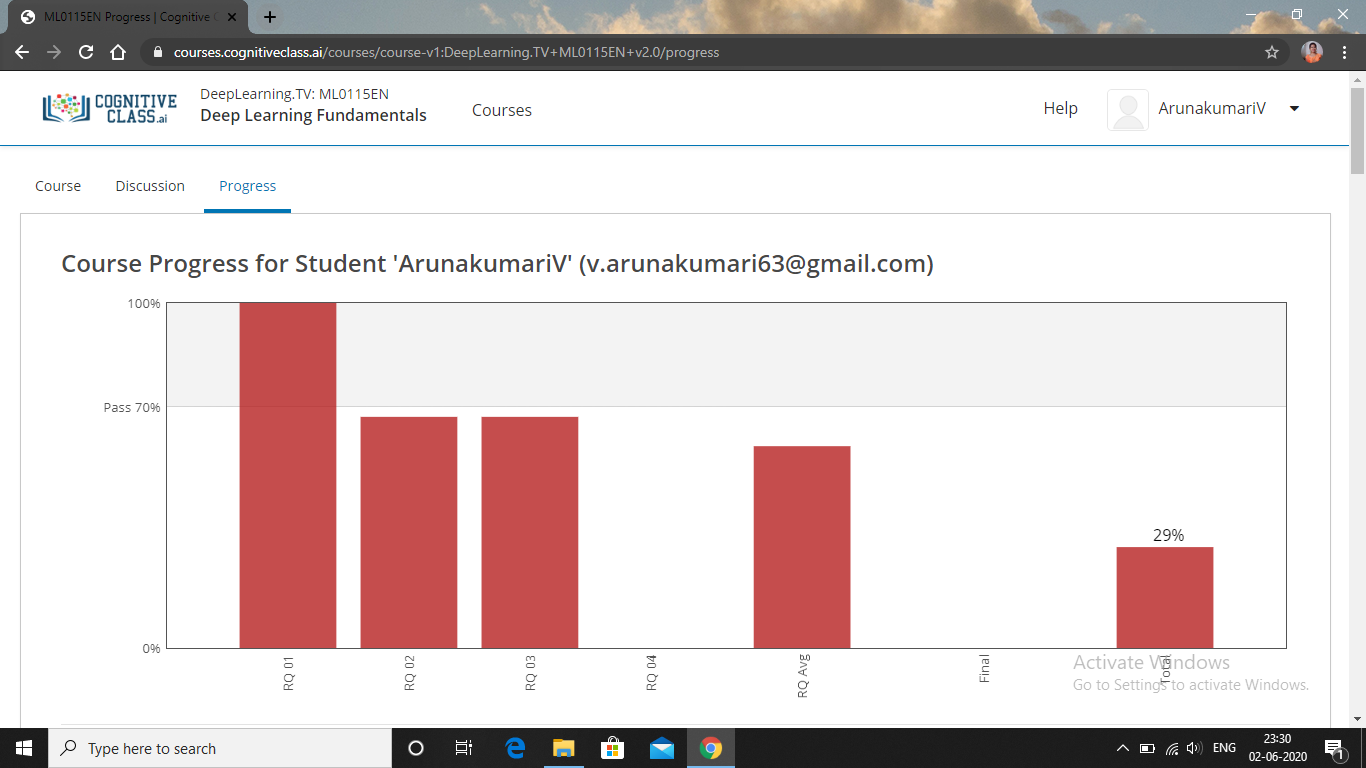 ML0115EN Progress | Cognitive C
courses.cognitiveclass.ai/courses/course-v1:DeepLearning.TV+ML0115EN+v2.0/progress
COGNITIVE
CLASS.ai
DeepLearning.TV: ML0115EN
Deep Learning Fundamentals
Courses
Help
ArunakumariV
Course
Discussion
Progress
Course Progress for Student 'ArunakumariV' (v.arunakumari63@gmail.com)
100%
Pass 70%
0%
29%
RQ 01
RQ 02
RQ 03
RQ 04
RQ Avg
Final
Total
Activate Windows
Go to Settings to activate Windows.
Type here to search
ENG
23:30
02-06-2020
1